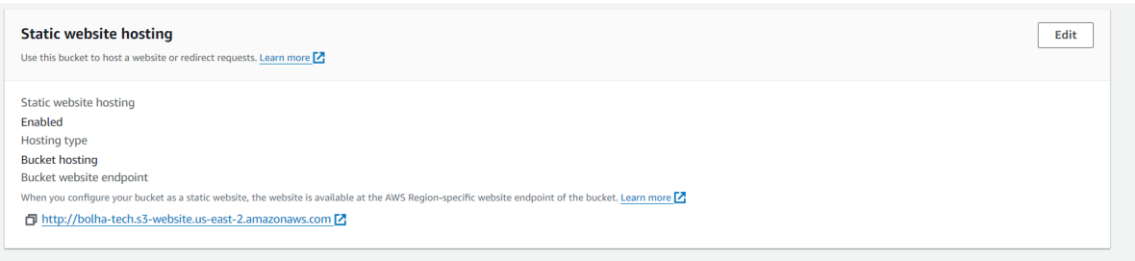 Static website hosting
Edit
Use this bucket to host a website or redirect requests. Learn more
Static website hosting
Enabled
Hosting type
Bucket hosting
Bucket website endpoint
When you configure your bucket as a static website, the website is available at the AWS Region-specific website endpoint of the bucket. Learn more
http://bolha-tech.s3-website.us-east-2.amazonaws.com